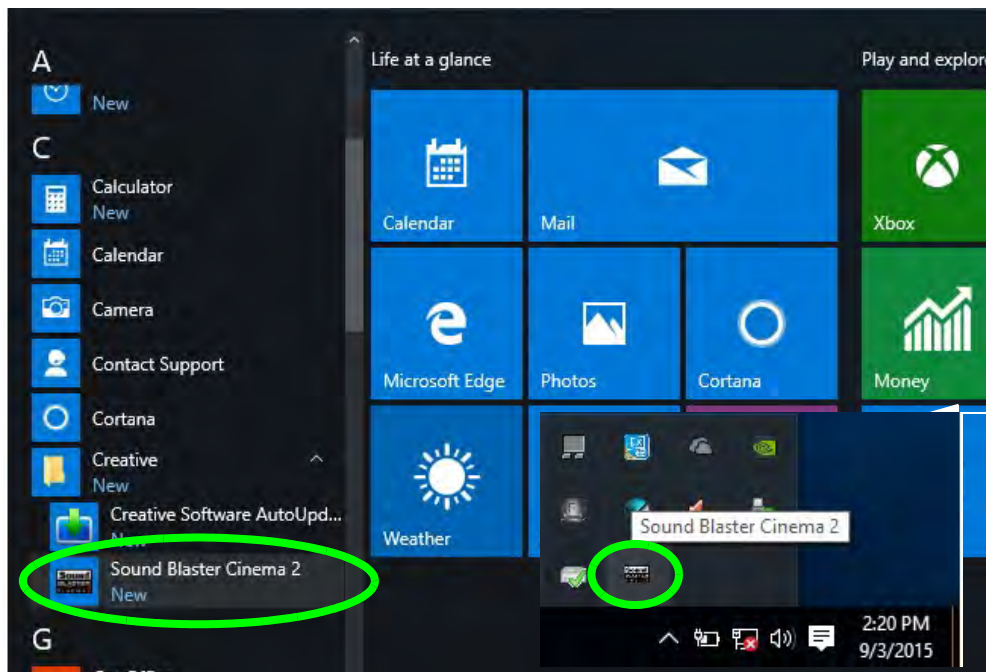 A
New
C
Calculator
New
Calendar
Camera
Contact Support
Cortana
Creative
New
Creative Software AutoUpd...
New
Sound Blaster Cinema 2
New
G
Life at a glance
Calendar
Mail
Microsoft Edge
Photos
Cortana
Weather
Play and explore
Xbox
Money
Sound Blaster Cinema 2
2:20 PM
9/3/2015